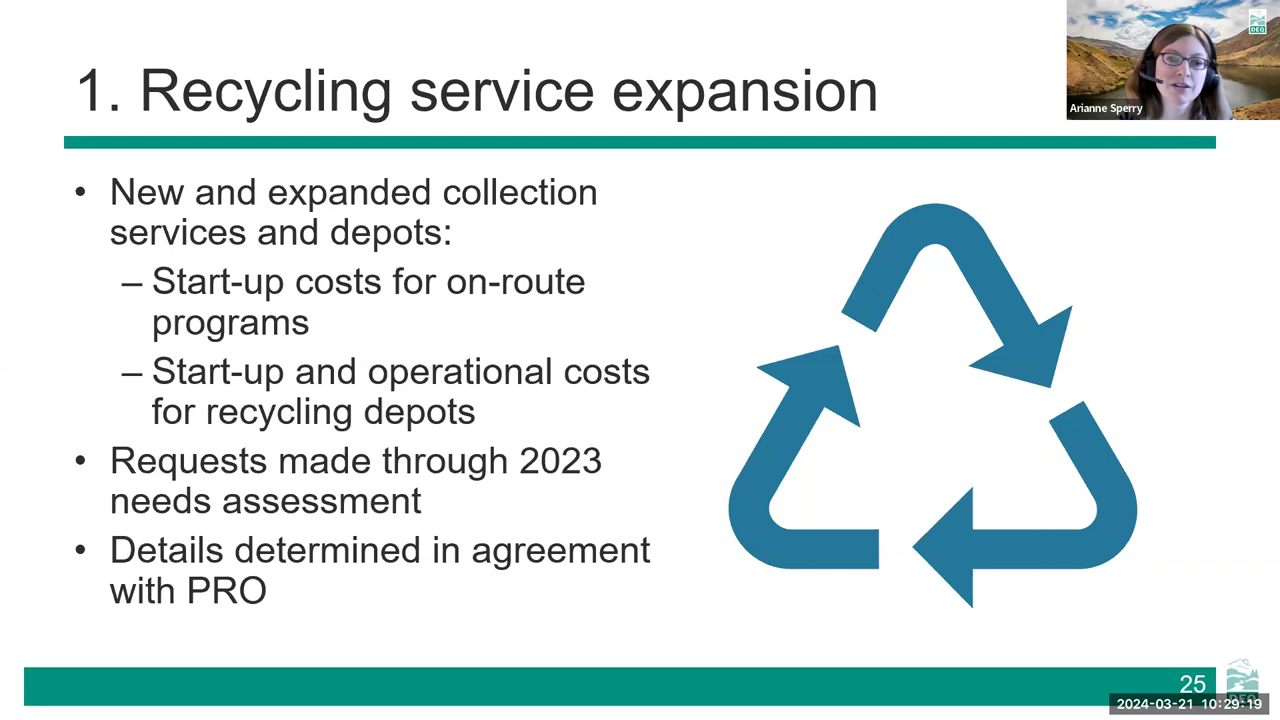 1. Recycling service expansion
DEQ
Arianne Sperry
• New and expanded collection
services and depots:
– Start-up costs for on-route
programs
– Start-up and operational costs
for recycling depots
• Requests made through 2023
needs assessment
• Details determined in agreement
with PRO
25
DEQ
2024-03-21 10:29:19